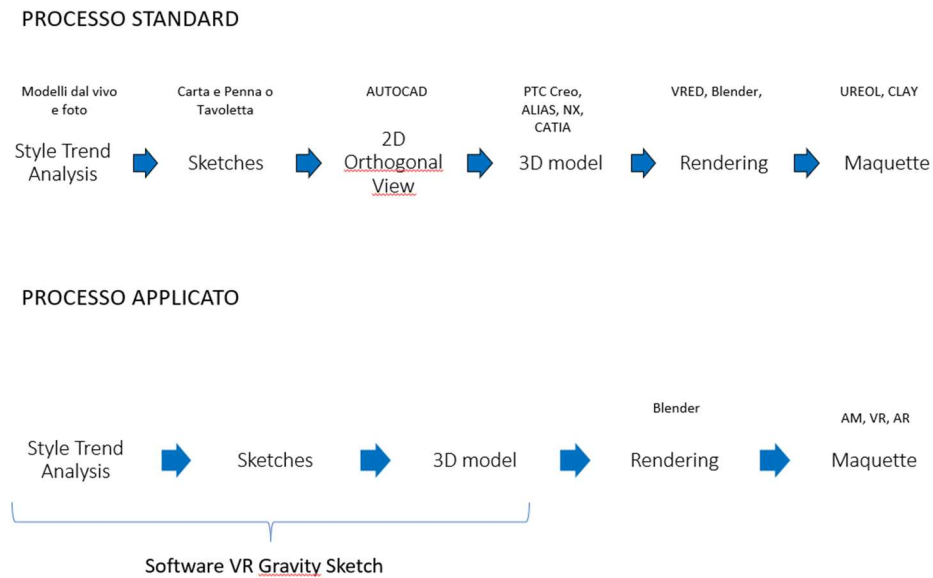 PROCESSO STANDARD
Modelli dal vivo
e foto
Carta e Penna o
Tavoletta
AUTOCAD
PTC Creo,
ALIAS, NX,
CATIA
VRED, Blender,
UREOL, CLAY
Style Trend
Analysis
Sketches
2D
Orthogonal
View
3D model
Rendering
Maquette
PROCESSO APPLICATO
Blender
AM, VR, AR
Style Trend
Analysis
Sketches
3D model
Rendering
Maquette
Software VR Gravity Sketch